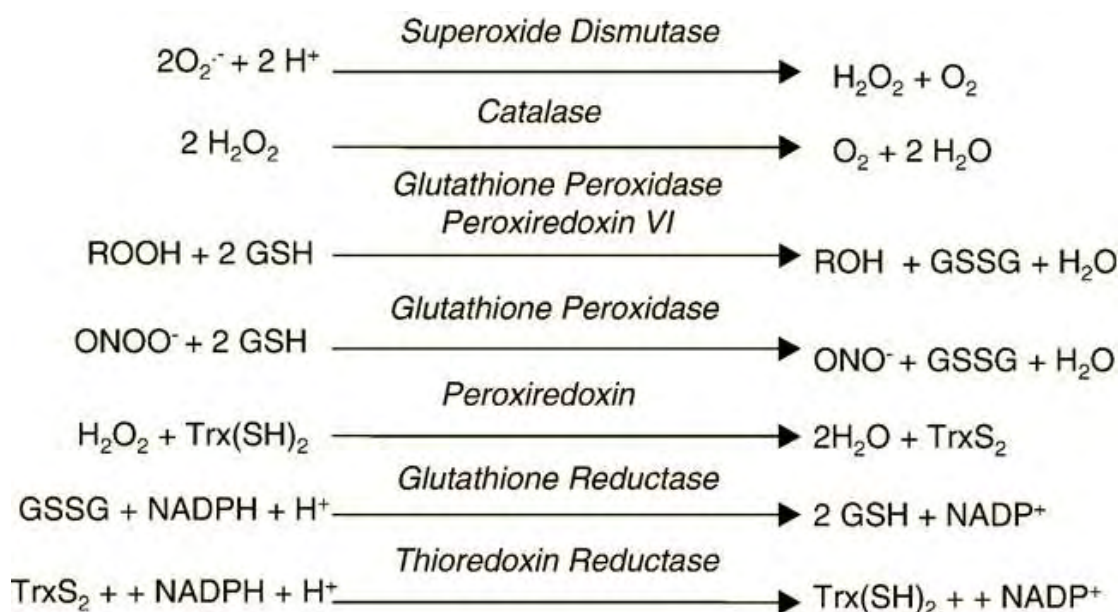 Superoxide Dismutase
2O₂·⁻ + 2 H⁺ H₂O₂ + O₂
Catalase
2 H₂O₂ O₂ + 2 H₂O
Glutathione Peroxidase
Peroxiredoxin VI
ROOH + 2 GSH ROH + GSSG + H₂O
Glutathione Peroxidase
ONOO⁻ + 2 GSH ONO⁻ + GSSG + H₂O
Peroxiredoxin
H₂O₂ + Trx(SH)₂ 2H₂O + TrxS₂
Glutathione Reductase
GSSG + NADPH + H⁺ 2 GSH + NADP⁺
Thioredoxin Reductase
TrxS₂ + + NADPH + H⁺ Trx(SH)₂ + + NADP⁺